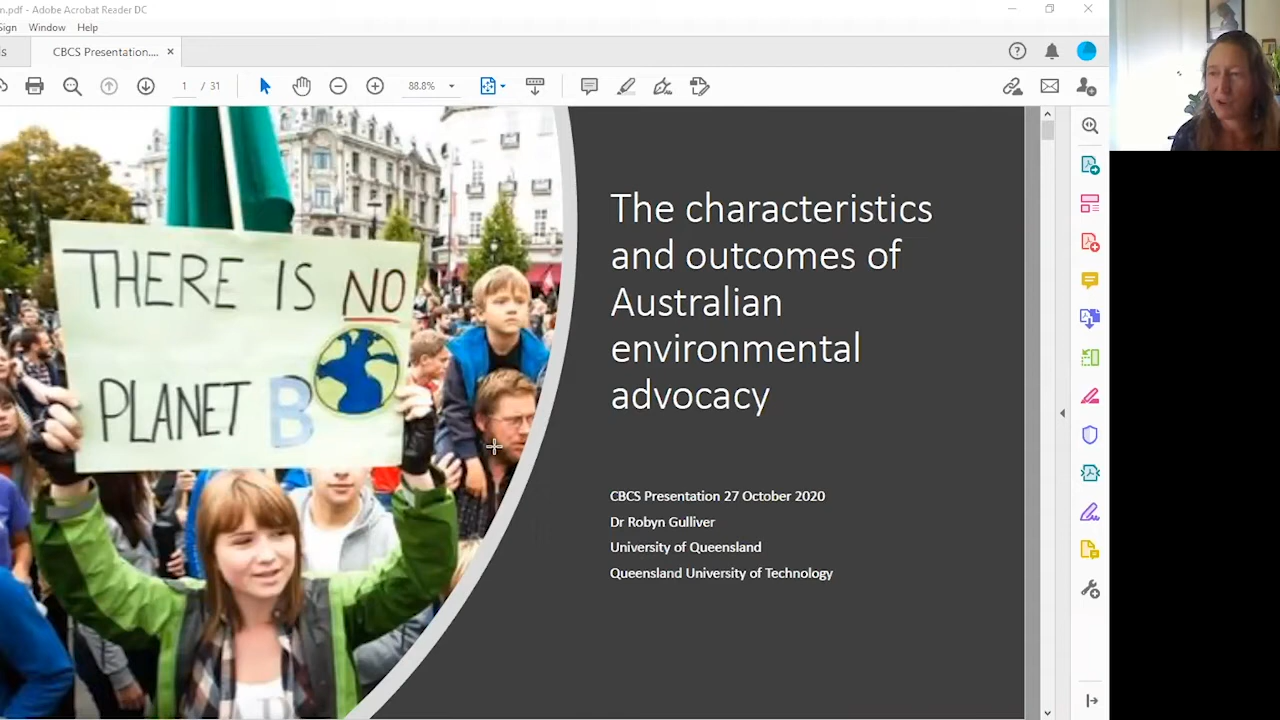 n.pdf - Adobe Acrobat Reader DC
Sign Window Help
ls
CBCS Presentation.... ×
1 / 31
88.8%
THERE IS NO
PLANET B
The characteristics
and outcomes of
Australian
environmental
advocacy
CBCS Presentation 27 October 2020
Dr Robyn Gulliver
University of Queensland
Queensland University of Technology